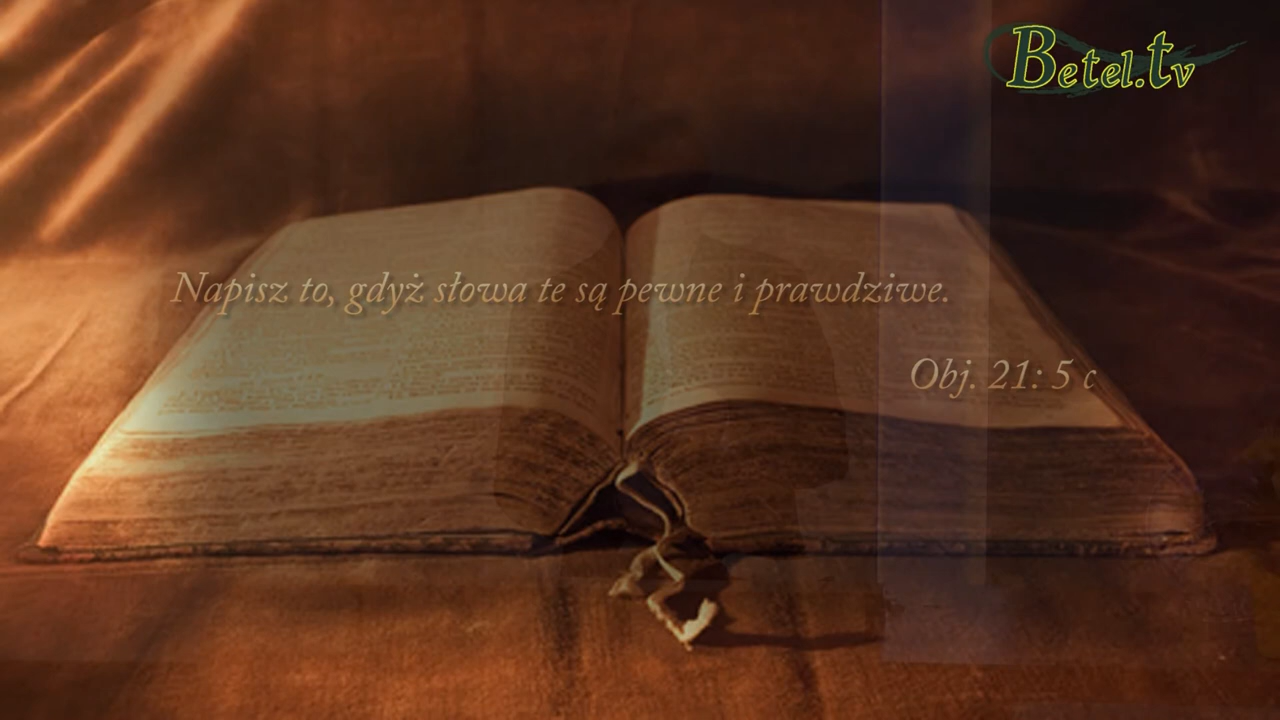 Betel.tv
Napisz to, gdyż słowa te są pewne i prawdziwe.
Obj. 21: 5 c